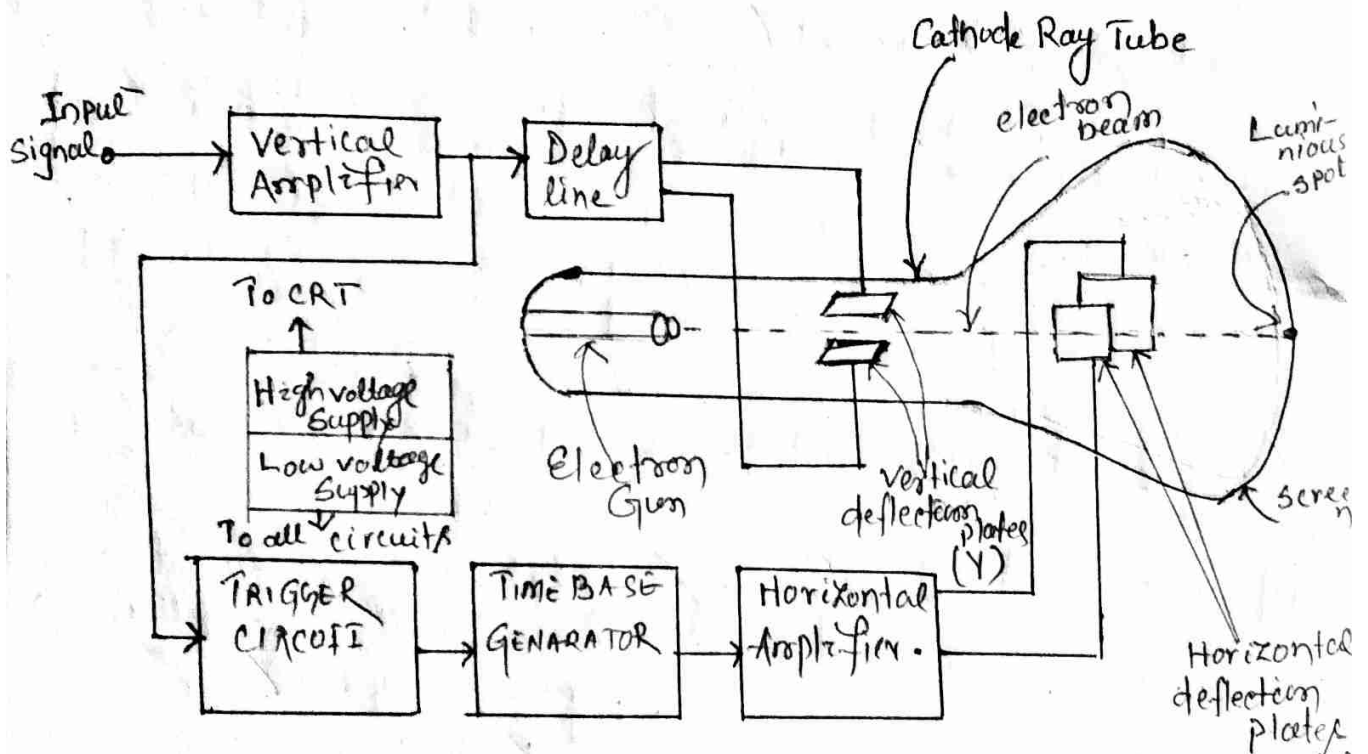 Cathode Ray Tube
Input
Signal
Vertical
Amplifier
Delay
line
electron
beam
Lumi-
nious
spot
To CRT
High voltage
Supply
Low voltage
Supply
To all circuits
Electron
Gun
vertical
deflection
plates
(Y)
screen
TRIGGER
CIRCUIT
TIME BASE
GENARATOR
Horizontal
Amplifier.
Horizontal
deflection
plates